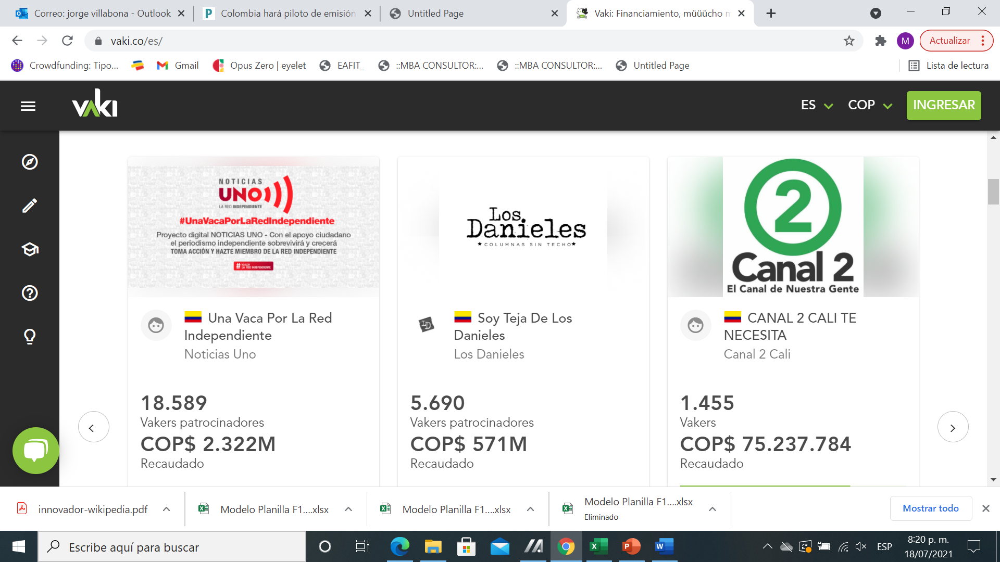 Correo: jorge villabona - Outlook
Colombia hará piloto de emisión
Untitled Page
Vaki: Financiamiento, müüücho m
vaki.co/es/
M
Actualizar
Crowdfunding: Tipo...
Gmail
Opus Zero | eyelet
EAFIT_
::MBA CONSULTOR:...
::MBA CONSULTOR:...
Untitled Page
Lista de lectura
vaki
ES
COP
INGRESAR
NOTICIAS
UNO
LA RED INDEPENDIENTE
#UnaVacaPorLaRedIndependiente
Proyecto digital NOTICIAS UNO - Con el apoyo ciudadano
el periodismo independiente sobrevivirá y crecerá
TOMA ACCIÓN Y HAZTE MIEMBRO DE LA RED INDEPENDIENTE
# YO SOY
LA RED INDEPENDIENTE
Una Vaca Por La Red
Independiente
Noticias Uno
18.589
Vakers patrocinadores
COP$ 2.322M
Recaudado
Los
Danieles
★COLUMNAS SIN TECHO★
LD
Soy Teja De Los
Danieles
Los Danieles
5.690
Vakers patrocinadores
COP$ 571M
Recaudado
2
Canal 2
El Canal de Nuestra Gente
CANAL 2 CALI TE
NECESITA
Canal 2 Cali
1.455
Vakers
COP$ 75.237.784
Recaudado
innovador-wikipedia.pdf
Modelo Planilla F1....xlsx
Modelo Planilla F1....xlsx
Modelo Planilla F1....xlsx
Eliminado
Mostrar todo
Escribe aquí para buscar
ESP
8:20 p. m.
18/07/2021